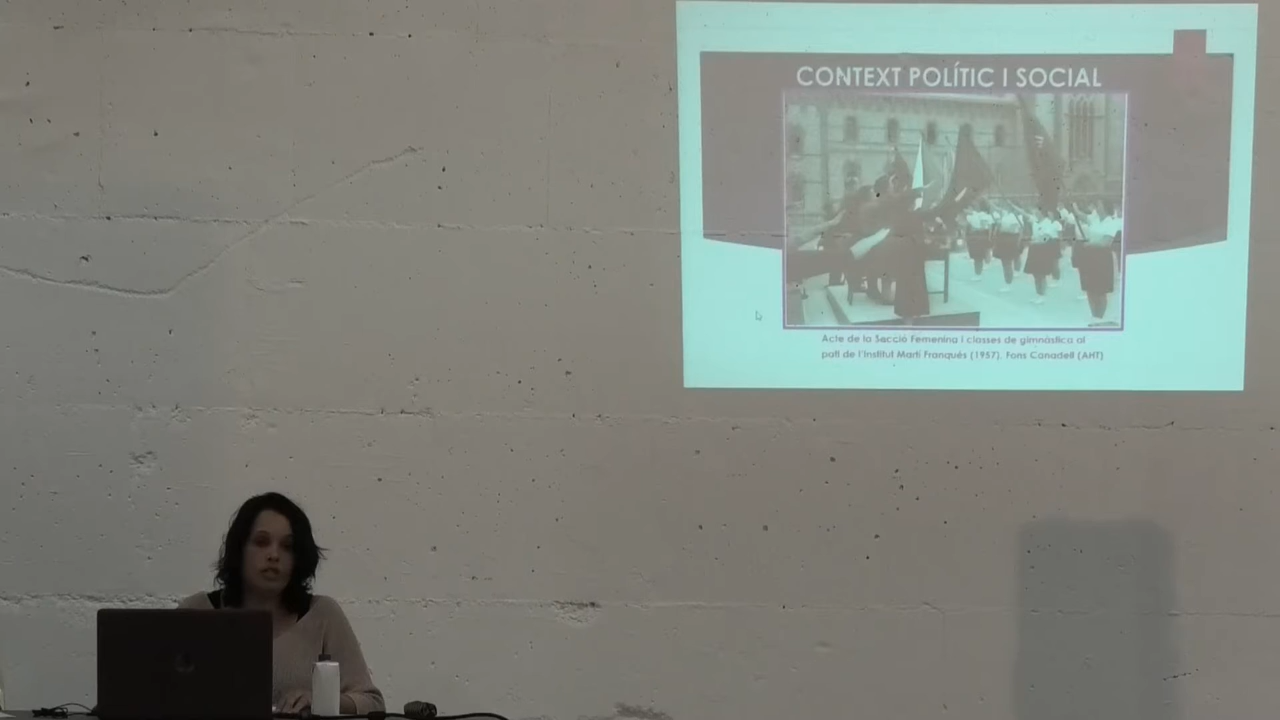 CONTEXT POLÍTIC I SOCIAL
Acte de la Secció Femenina i classes de gimnàstica al
pati de l'Institut Martí Franquès (1957). Fons Canadell (AHT)